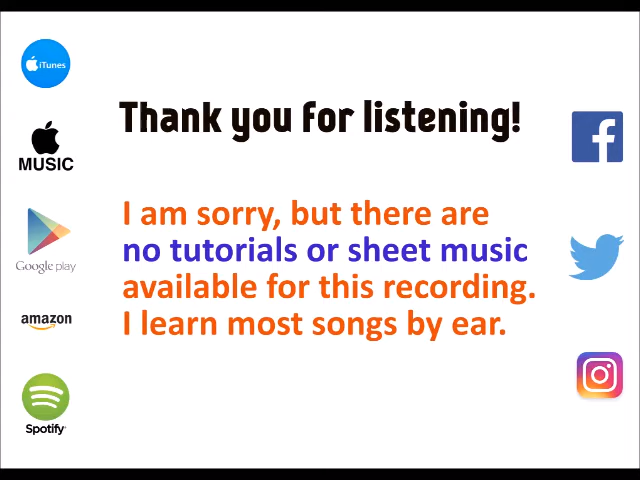 iTunes
Thank you for listening!
MUSIC
I am sorry, but there are
no tutorials or sheet music
Google play
available for this recording.
amazon
I learn most songs by ear.
Spotify